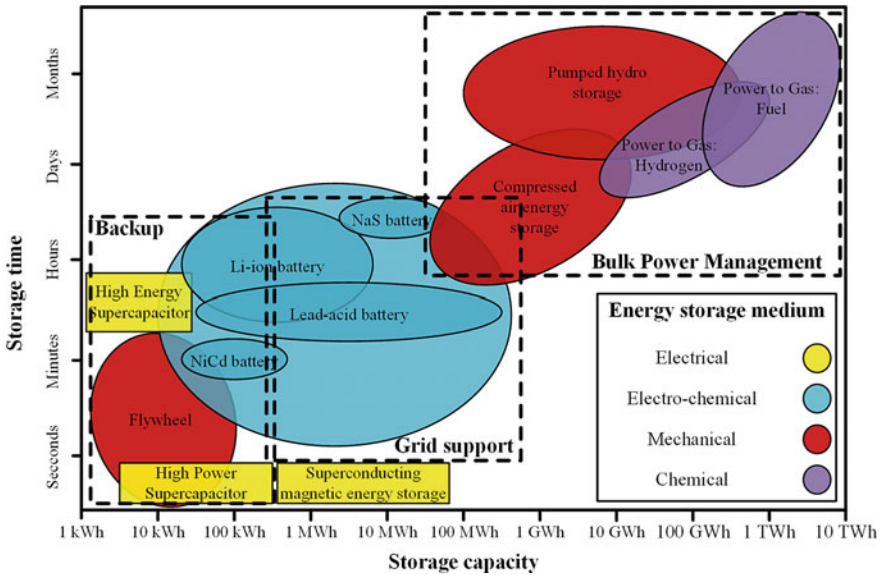 Storage time
Months
Days
Hours
Minutes
Secconds
Pumped hydro
storage
Power to Gas:
Fuel
Power to Gas:
Hydrogen
Compressed
air energy
storage
Bulk Power Management
Backup
NaS battery
Li-ion battery
High Energy
Supercapacitor
Lead-acid battery
NiCd battery
Flywheel
Grid support
High Power
Supercapacitor
Superconducting
magnetic energy storage
Energy storage medium
Electrical
Electro-chemical
Mechanical
Chemical
1 kWh 10 kWh 100 kWh 1 MWh 10 MWh 100 MWh 1 GWh 10 GWh 100 GWh 1 TWh 10 TWh
Storage capacity